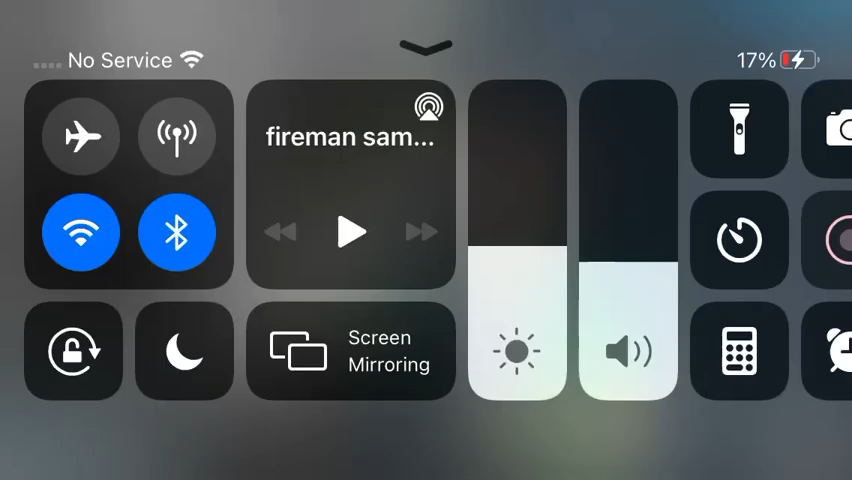 No Service
17%
fireman sam...
Screen
Mirroring